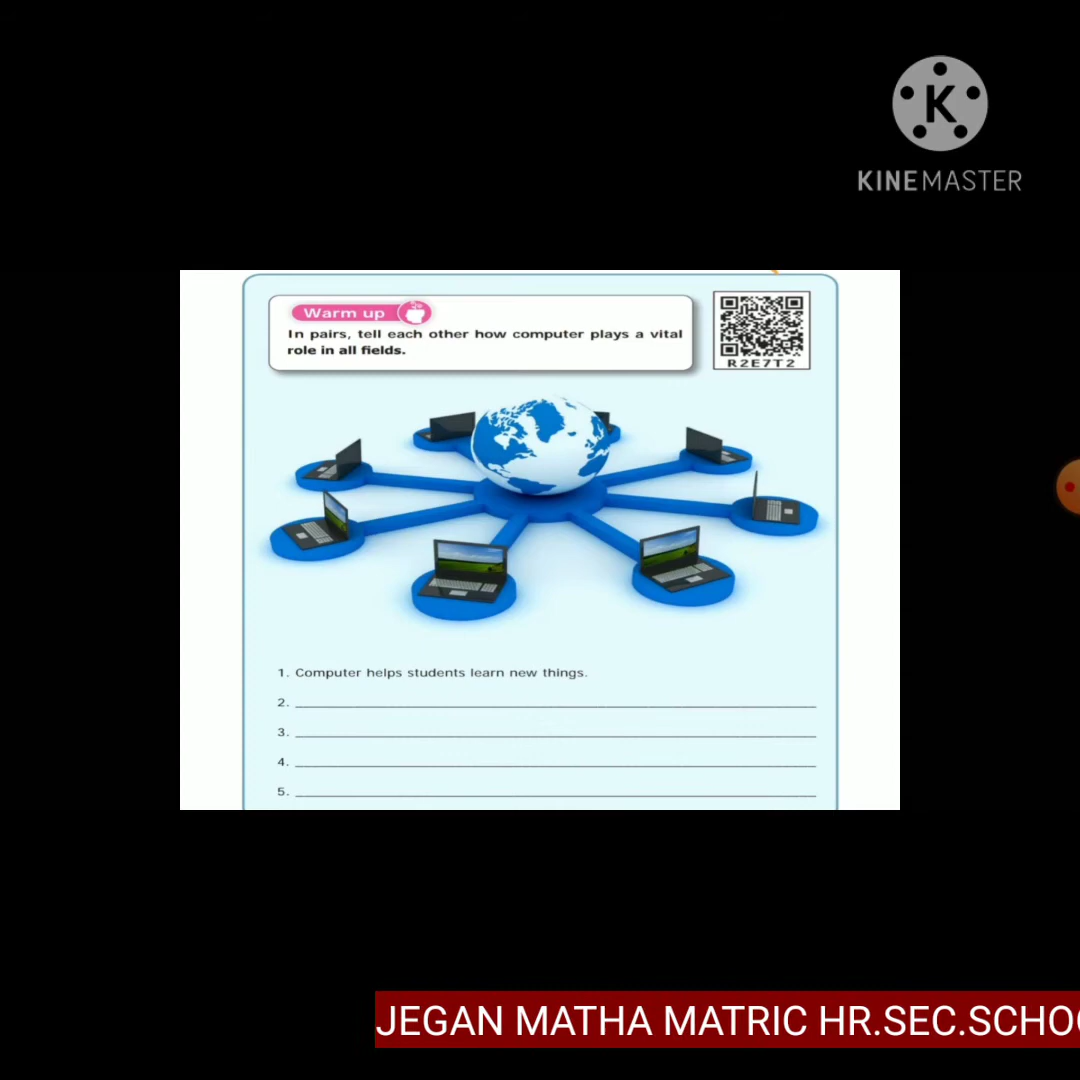 KINEMASTER
Warm up
In pairs, tell each other how computer plays a vital
role in all fields.
R2E7T2
1. Computer helps students learn new things.
2.
3.
4.
5.
JEGAN MATHA MATRIC HR.SEC.SCHO